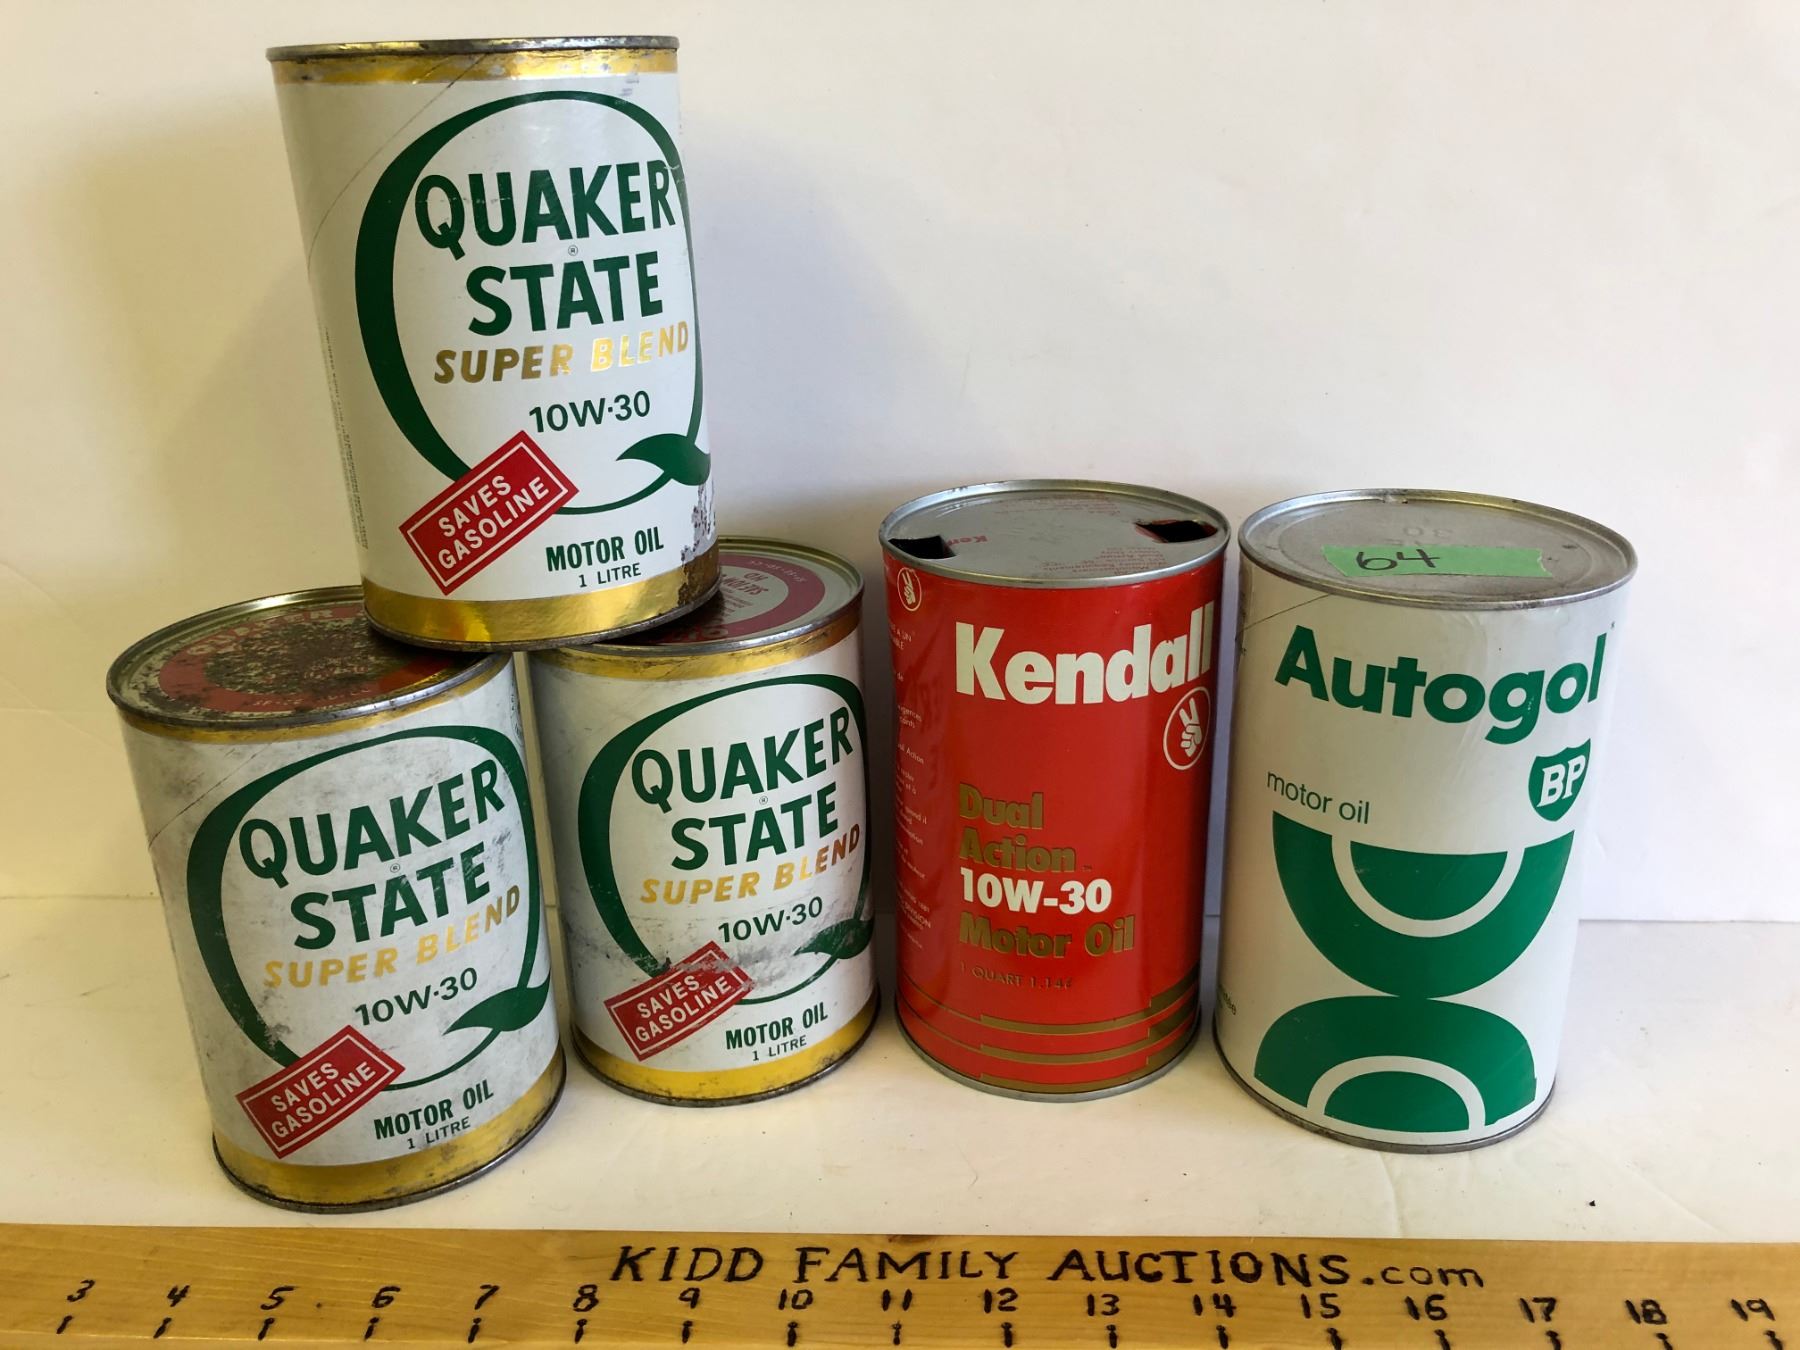 QUAKER
STATE®
SUPER BLEND
10W·30
SAVES
GASOLINE
MOTOR OIL
1 LITRE
QUAKER
STATE®
SUPER BLEND
10W·30
SAVES
GASOLINE
MOTOR OIL
1 LITRE
QUAKER
STATE®
SUPER BLEND
10W·30
SAVES
GASOLINE
MOTOR OIL
1 LITRE
Kendall
Dual
Action
10W-30
Motor Oil
1 QUART 1.14ℓ
64
Autogol
BP
motor oil
KIDD FAMILY AUCTIONS.com
3 4 5 6 7 8 9 10 11 12 13 14 15 16 17 18 19